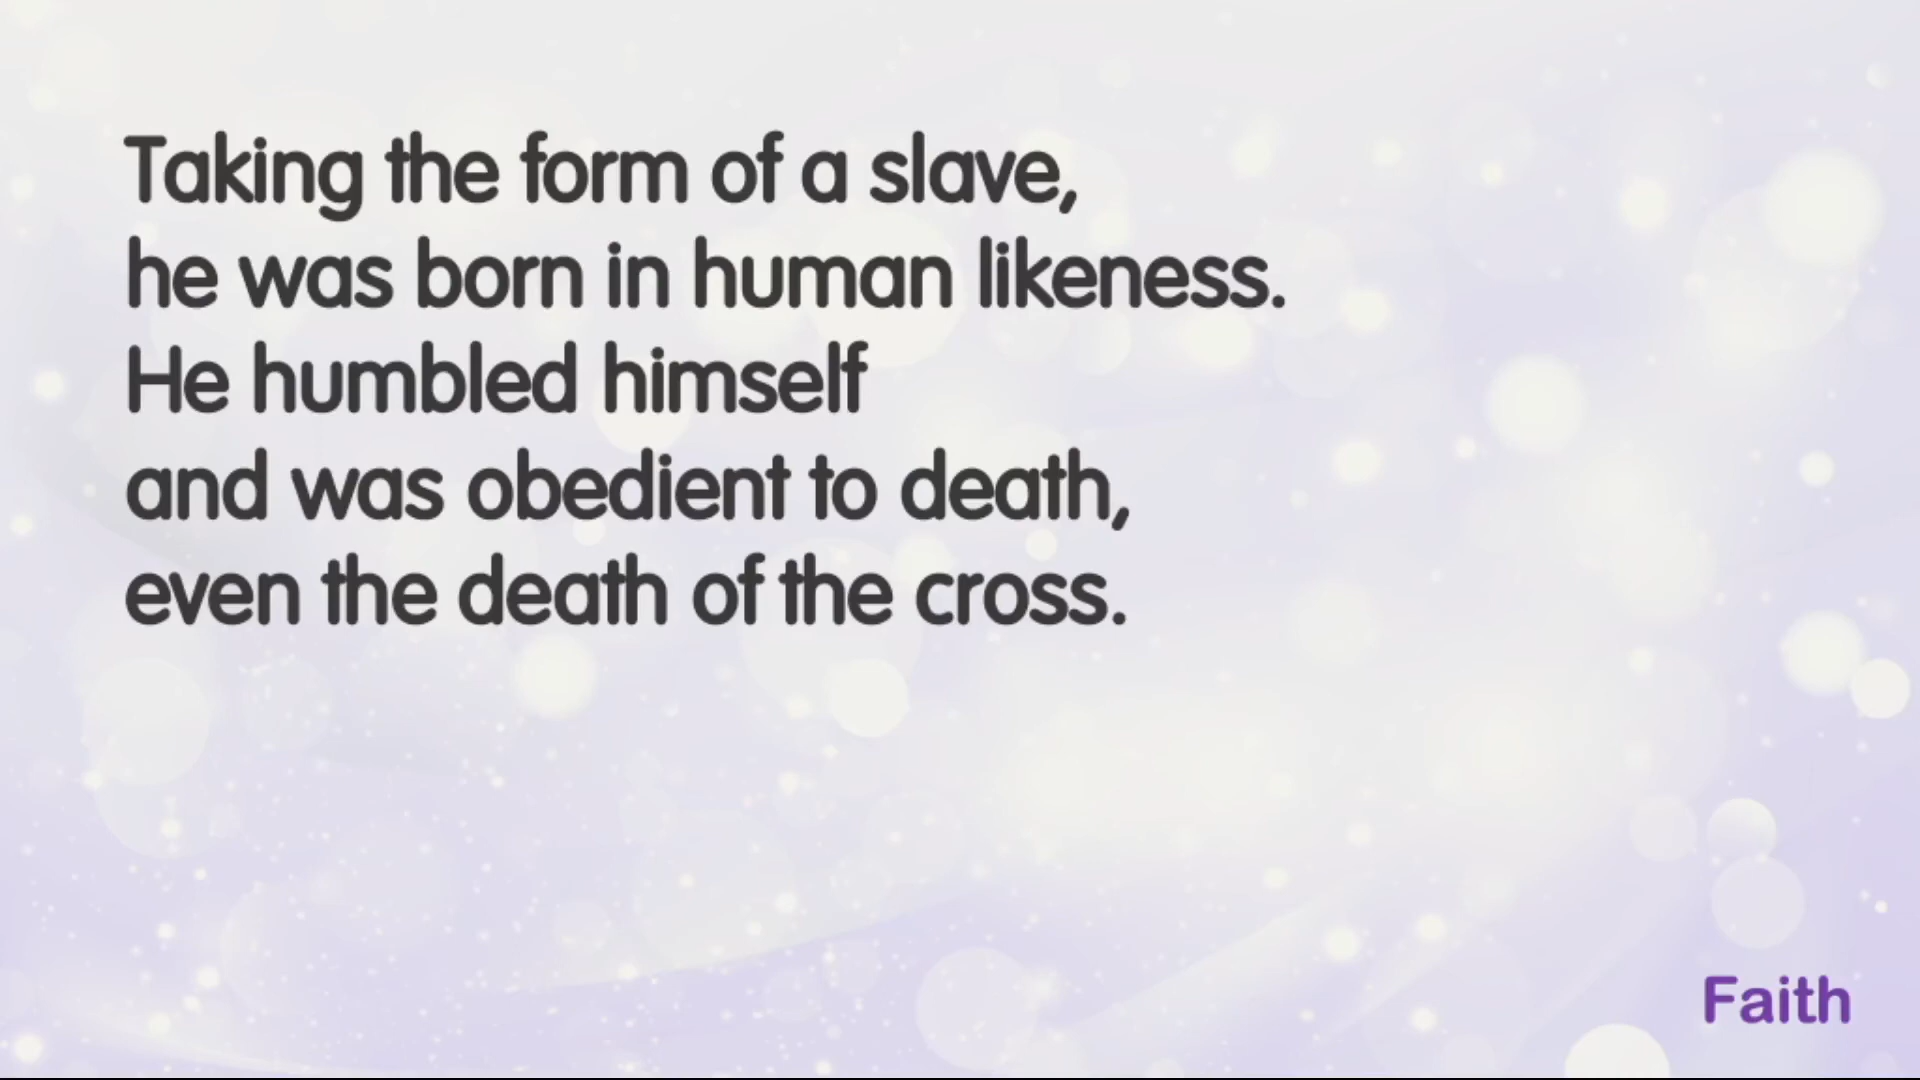 Taking the form of a slave,
he was born in human likeness.
He humbled himself
and was obedient to death,
even the death of the cross.
Faith